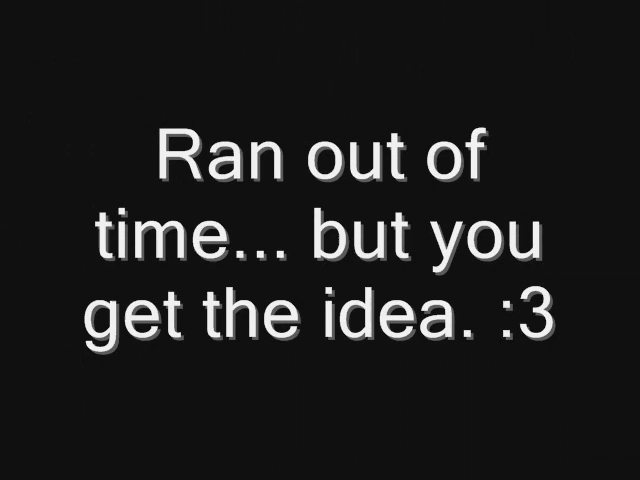 Ran out of
time... but you
get the idea. :3